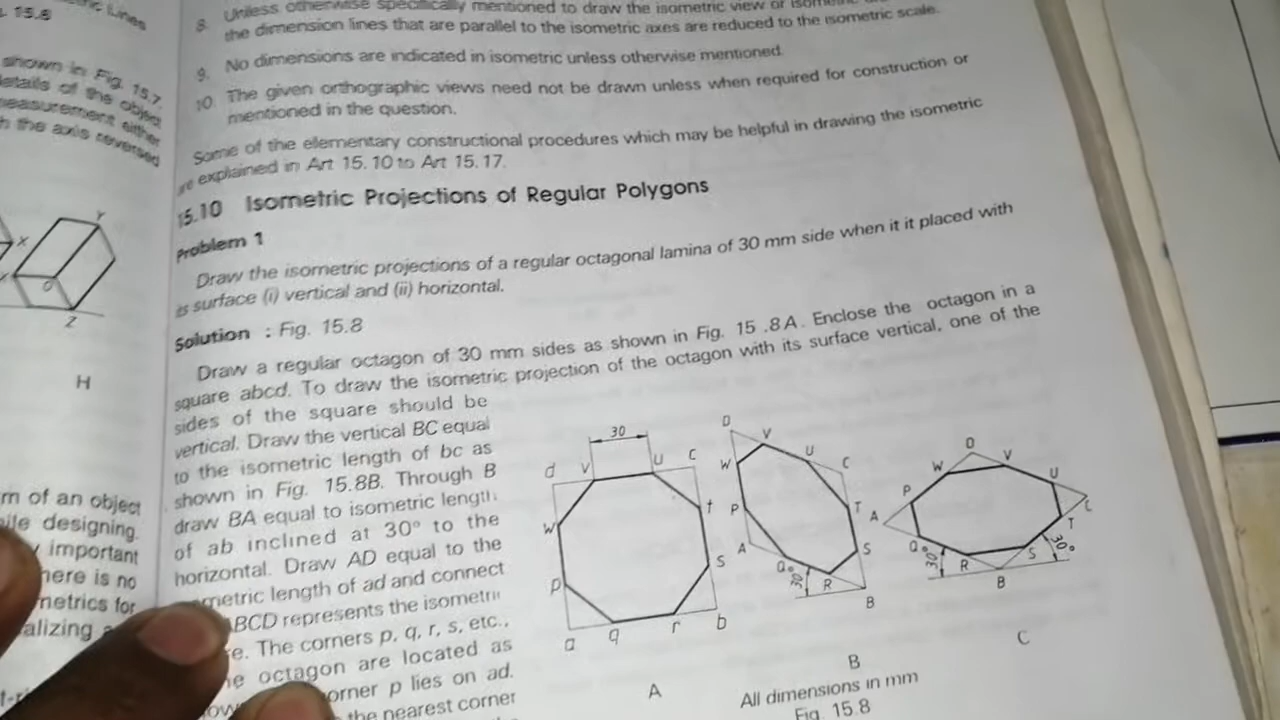 15.8
Lines
shown in Fig. 15.7
etails of the object
measurement either
h the axis reversed
X
Y
O
Z
H
m of an object
ile designing.
important
here is no
metrics for
alizing
8. Unless otherwise specifically mentioned to draw the isometric view or
the dimension lines that are parallel to the isometric axes are reduced to the isometric scale.
9. No dimensions are indicated in isometric unless otherwise mentioned.
10. The given orthographic views need not be drawn unless when required for construction or
mentioned in the question.
Some of the ellementary constructional procedures which may be helpful in drawing the isometric
are explained in Art 15.10 to Art 15.17.
15.10 Isometric Projections of Regular Polygons
Problem 1
Draw the isometric projections of a regular octagonal lamina of 30 mm side when it it placed with
its surface (i) vertical and (ii) horizontal.
Solution : Fig. 15.8
Draw a regular octagon of 30 mm sides as shown in Fig. 15 .8A. Enclose the octagon in a
square abcd. To draw the isometric projection of the octagon with its surface vertical, one of the
sides of the square should be
vertical. Draw the vertical BC equal
to the isometric length of bc as
shown in Fig. 15.8B. Through B
draw BA equal to isometric length
of ab inclined at 30° to the
horizontal. Draw AD equal to the
ometric length of ad and connect
ABCD represents the isometri
e. The corners p, q, r, s, etc.,
e octagon are located as
orner p lies on ad.
the nearest corner
30
d V U C
W t
P S
a q r b
A
D V U C
W P T
A Q R S
30° B
B
D V U
W P C
A T
Q R S
30° B 30°
C
All dimensions in mm
Fig. 15.8